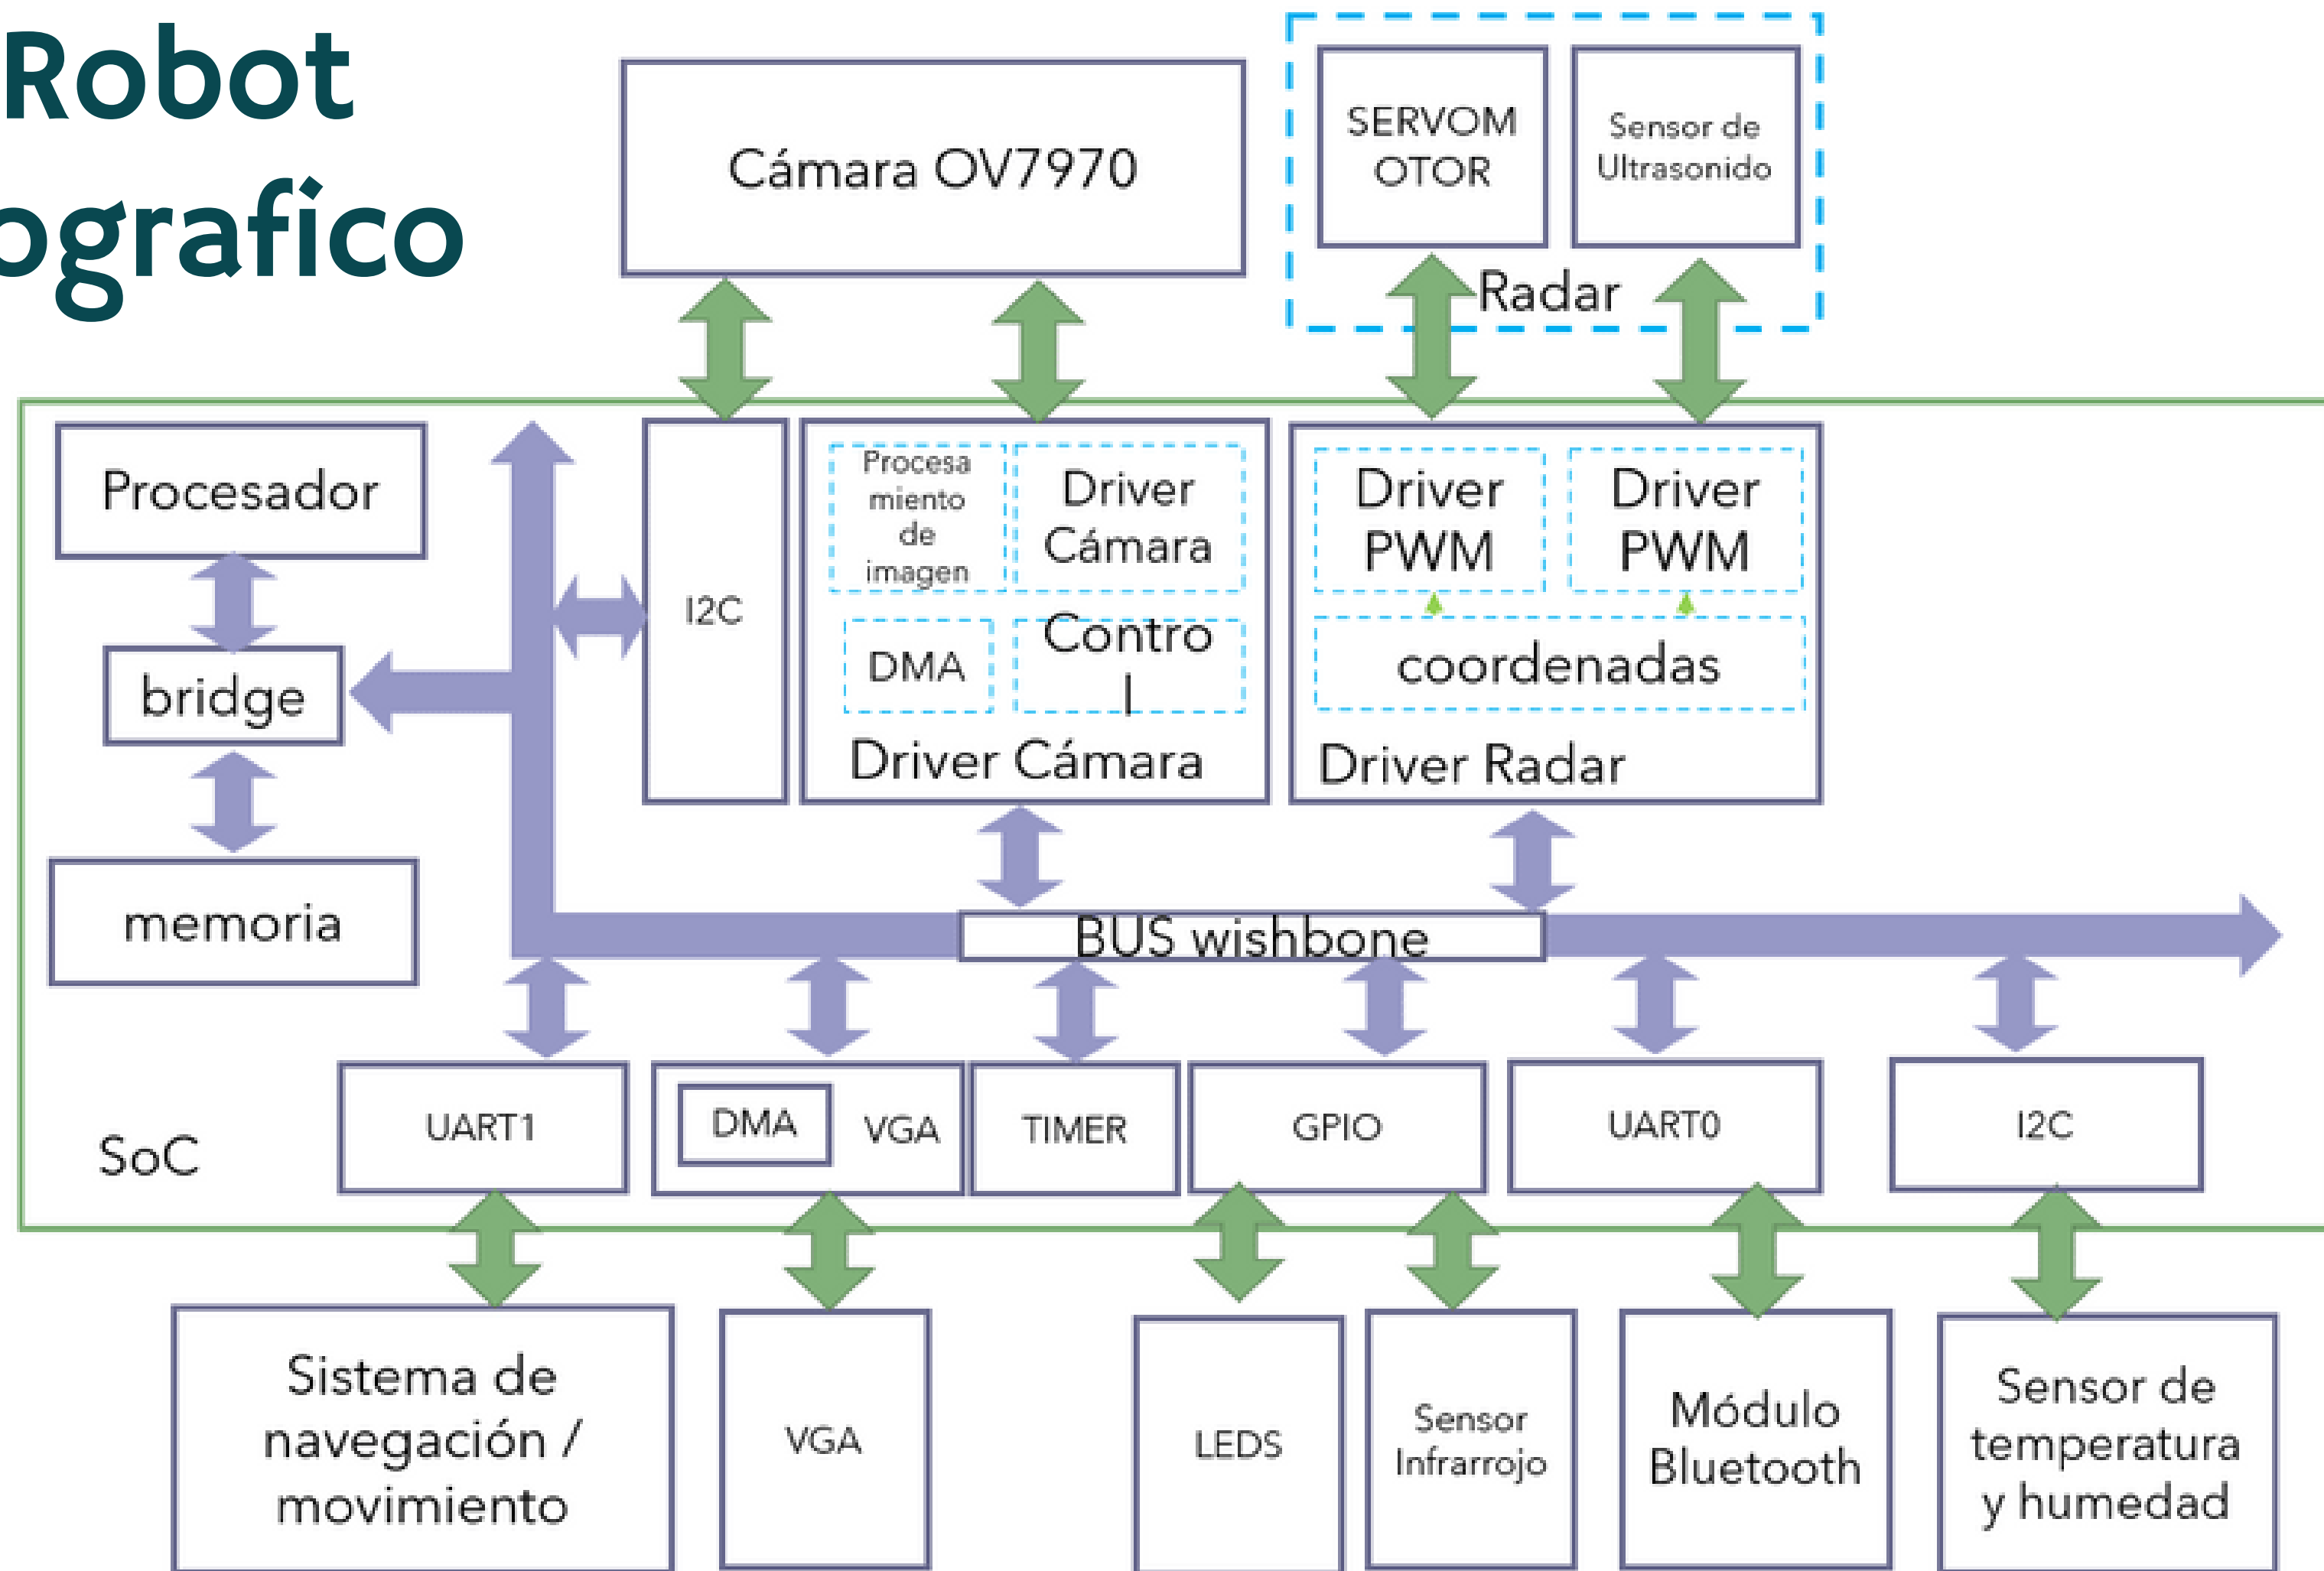 Robot
ografico
Cámara OV7970
SERVOM
OTOR
Sensor de
Ultrasonido
Radar
Procesador
bridge
memoria
I2C
Procesa
miento
de
imagen
Driver
Cámara
DMA
Contro
l
Driver Cámara
Driver
PWM
Driver
PWM
coordenadas
Driver Radar
BUS wishbone
SoC
UART1
DMA
VGA
TIMER
GPIO
UART0
I2C
Sistema de
navegación /
movimiento
VGA
LEDS
Sensor
Infrarrojo
Módulo
Bluetooth
Sensor de
temperatura
y humedad